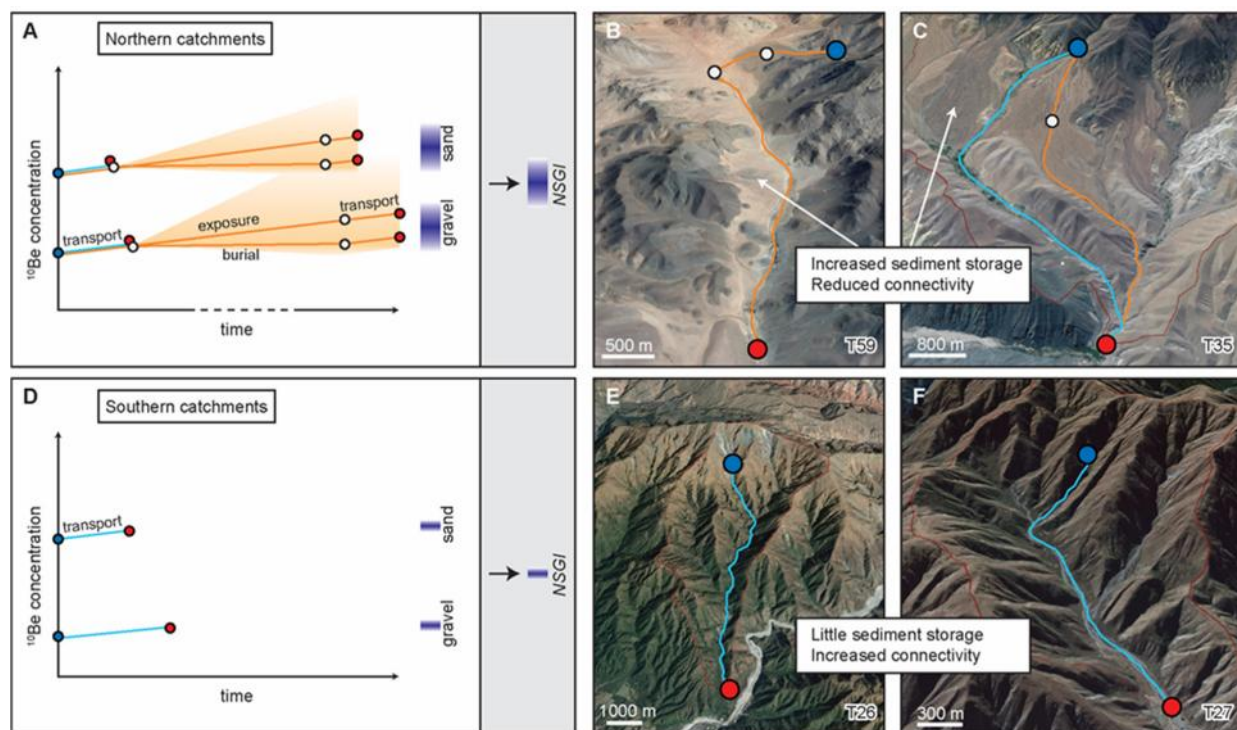 A
Northern catchments
¹⁰Be concentration
transport
exposure
burial
transport
sand
gravel
NSGI
time
B
500 m
T59
C
800 m
T35
Increased sediment storage
Reduced connectivity
D
Southern catchments
¹⁰Be concentration
transport
sand
gravel
NSGI
time
E
1000 m
T26
F
300 m
T27
Little sediment storage
Increased connectivity